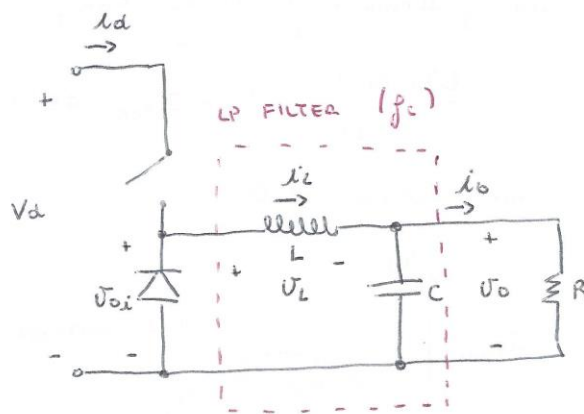 id
+
LP FILTER (fc)
iL
io
Vd
+
+
L
-
+
voi
vL
C
vo
R
-
-
-